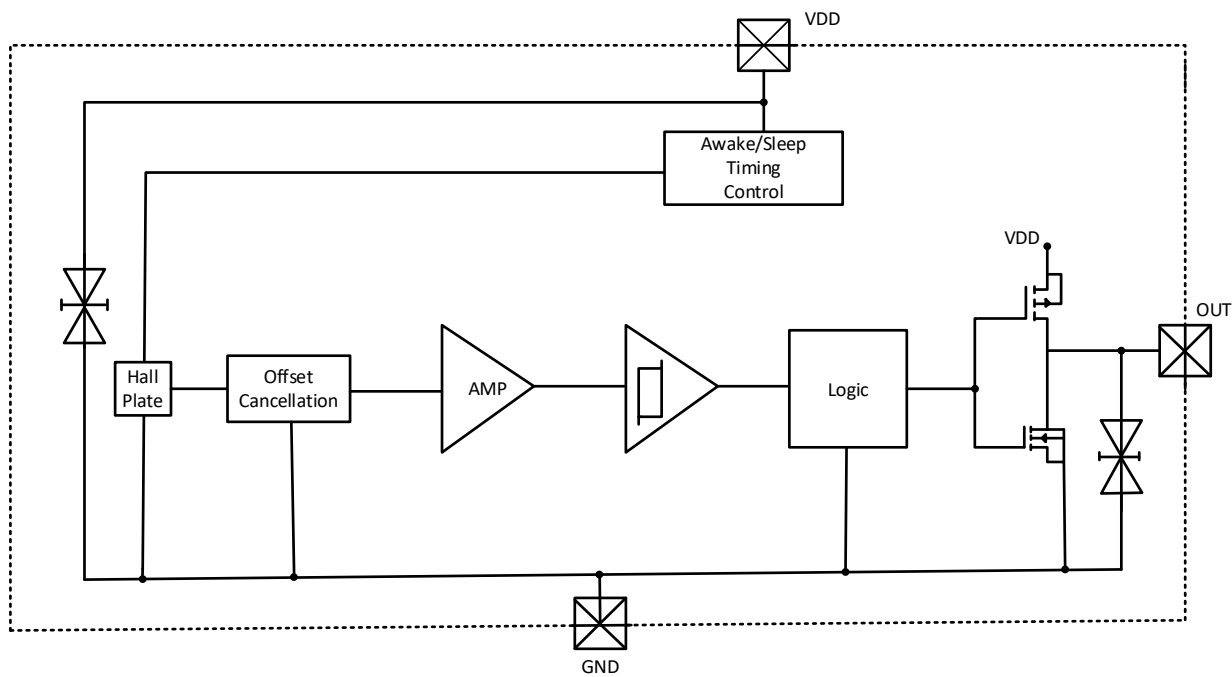 VDD
Awake/Sleep
Timing
Control
VDD
OUT
Hall
Plate
Offset
Cancellation
AMP
Logic
GND